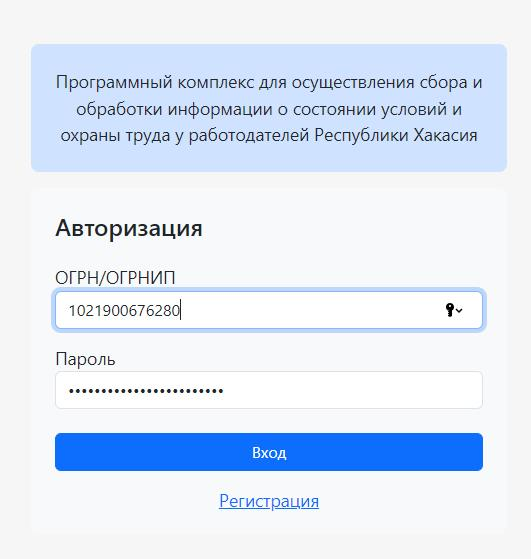 Программный комплекс для осуществления сбора и
обработки информации о состоянии условий и
охраны труда у работодателей Республики Хакасия
Авторизация
ОГРН/ОГРНИП
1021900676280
Пароль
••••••••••••••••••••••••
Вход
Регистрация